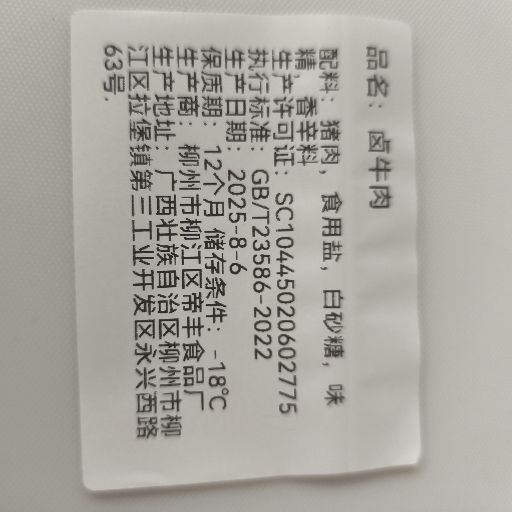 品名： 卤牛肉
配料： 猪肉，食用盐，白砂糖，味
精，香辛料
生产许可证：SC10445020602775
执行标准：GB/T23586-2022
生产日期：2025-8-6
保质期：12个月 储存条件：-18℃
生产商：柳州市柳江区帝丰食品厂
生产地址：广西壮族自治区柳州市柳
江区拉堡镇第三工业开发区永兴西路
63号.